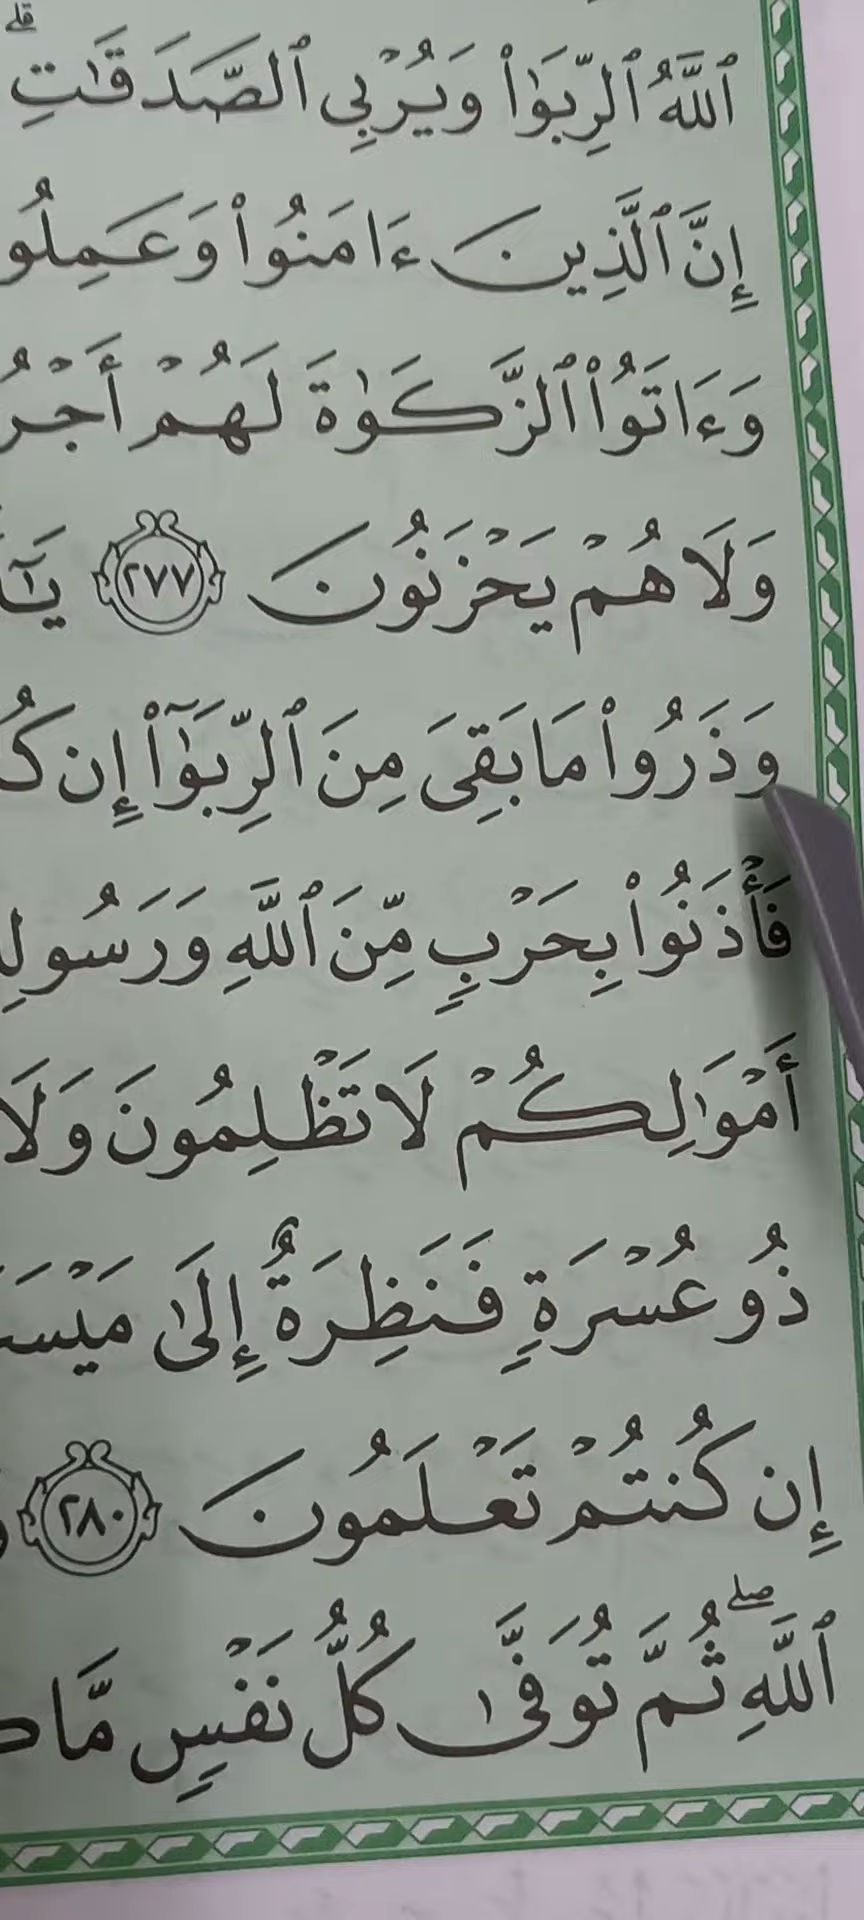 ٱللَّهُ ٱلرِّبَوٰا۟ وَيُرْبِى ٱلصَّدَقَـٰتِ ۗ
إِنَّ ٱلَّذِينَ ءَامَنُوا۟ وَعَمِلُو
وَءَاتَوُا۟ ٱلزَّكَوٰةَ لَهُمْ أَجْرُ
وَلَا هُمْ يَحْزَنُونَ ٢٧٧ يَـٰٓأَ
وَذَرُوا۟ مَا بَقِىَ مِنَ ٱلرِّبَوٰٓا۟ إِن كُ
فَأْذَنُوا۟ بِحَرْبٍ مِّنَ ٱللَّهِ وَرَسُولِ
أَمْوَٰلِكُمْ لَا تَظْلِمُونَ وَلَا
ذُو عُسْرَةٍ فَنَظِرَةٌ إِلَىٰ مَيْسَ
إِن كُنتُمْ تَعْلَمُونَ ٢٨٠
ٱللَّهِ ۖ ثُمَّ تُوَفَّىٰ كُلُّ نَفْسٍ مَّا كَ